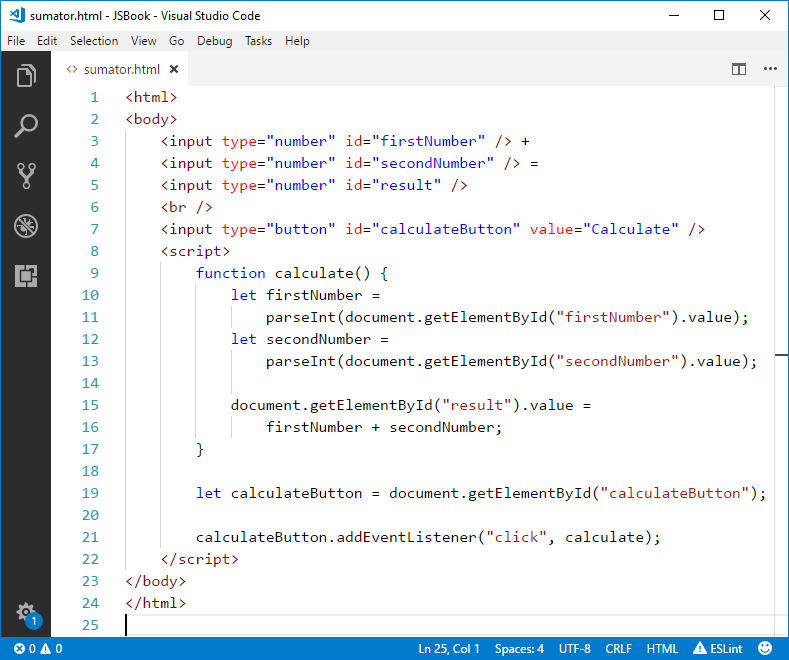 sumator.html - JSBook - Visual Studio Code
File Edit Selection View Go Debug Tasks Help
<> sumator.html ×
1 <html>
2 <body>
3     <input type="number" id="firstNumber" /> +
4     <input type="number" id="secondNumber" /> =
5     <input type="number" id="result" />
6     <br />
7     <input type="button" id="calculateButton" value="Calculate" />
8     <script>
9         function calculate() {
10             let firstNumber =
11                 parseInt(document.getElementById("firstNumber").value);
12             let secondNumber =
13                 parseInt(document.getElementById("secondNumber").value);
14
15             document.getElementById("result").value =
16                 firstNumber + secondNumber;
17         }
18
19         let calculateButton = document.getElementById("calculateButton");
20
21         calculateButton.addEventListener("click", calculate);
22     </script>
23 </body>
24 </html>
25
1
0 0 Ln 25, Col 1 Spaces: 4 UTF-8 CRLF HTML ESLint